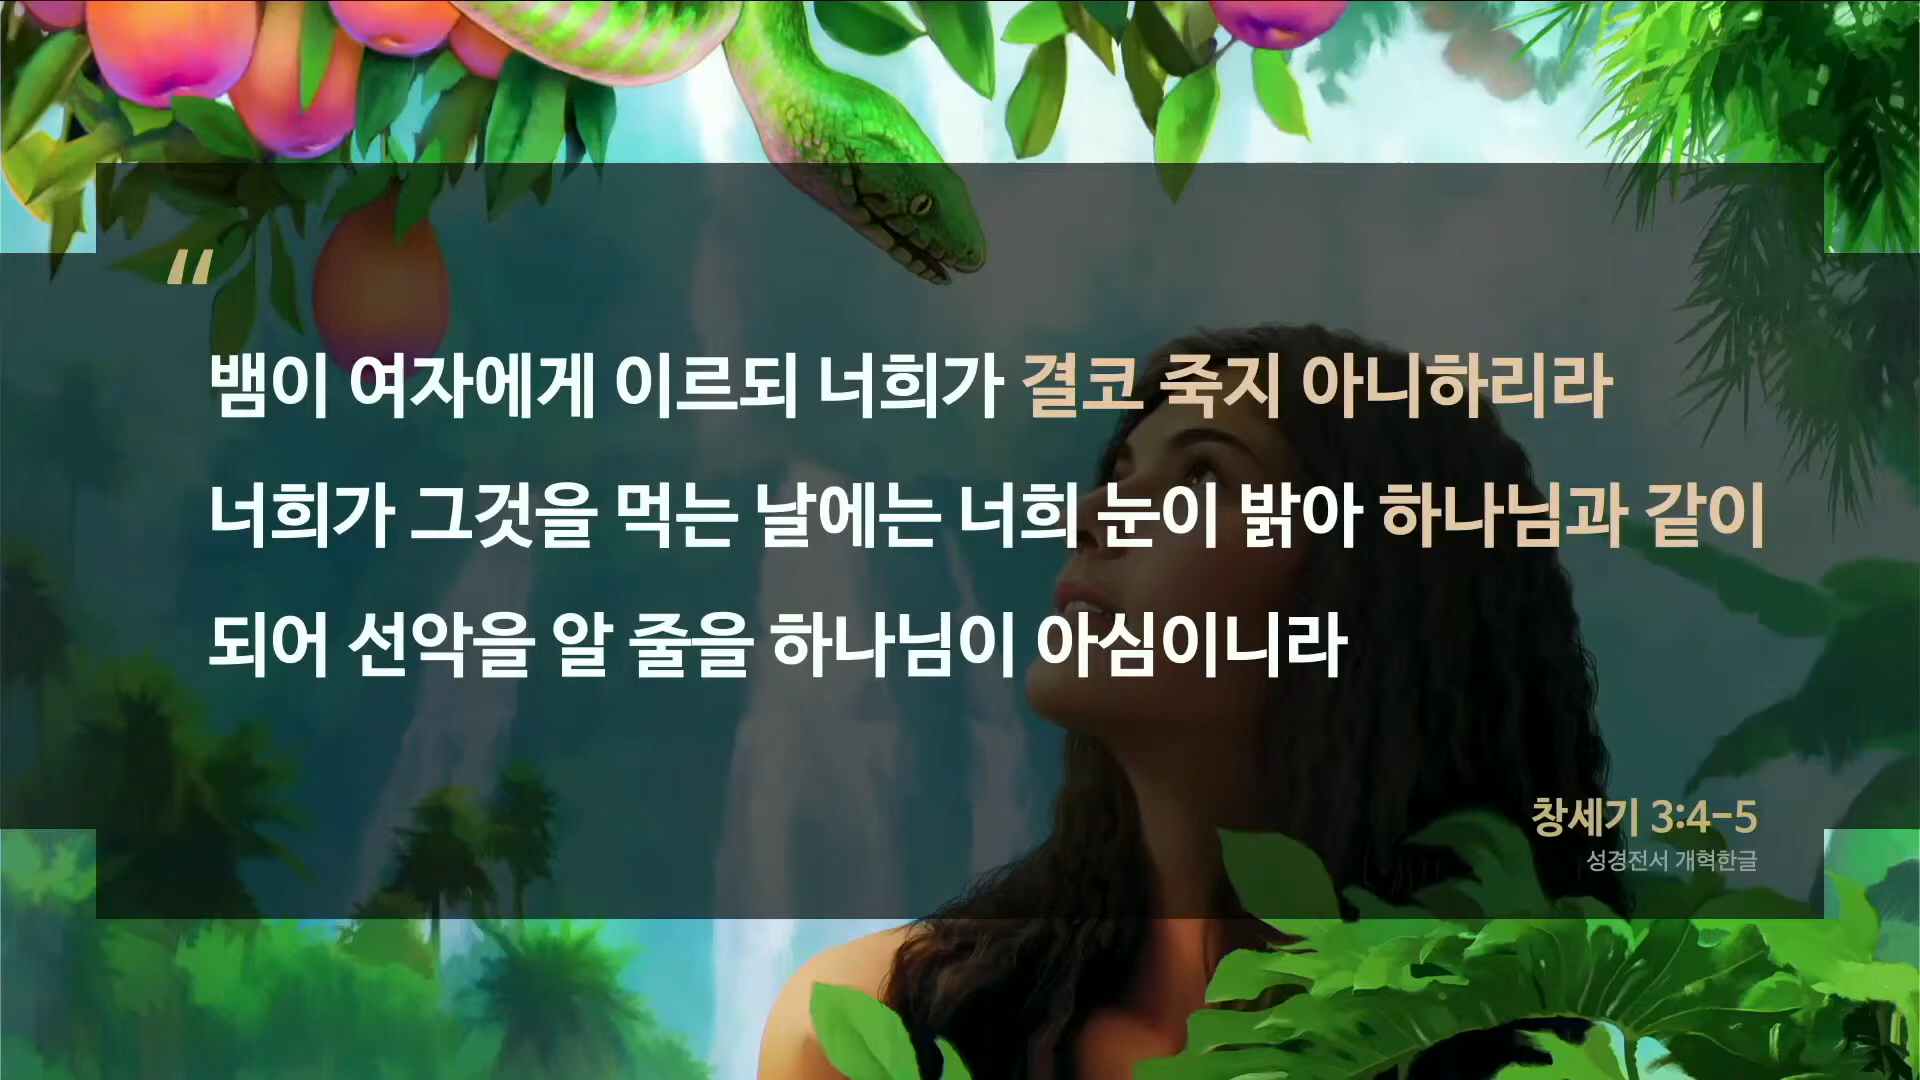 “
뱀이 여자에게 이르되 너희가 결코 죽지 아니하리라
너희가 그것을 먹는 날에는 너희 눈이 밝아 하나님과 같이
되어 선악을 알 줄을 하나님이 아심이니라
창세기 3:4-5
성경전서 개혁한글